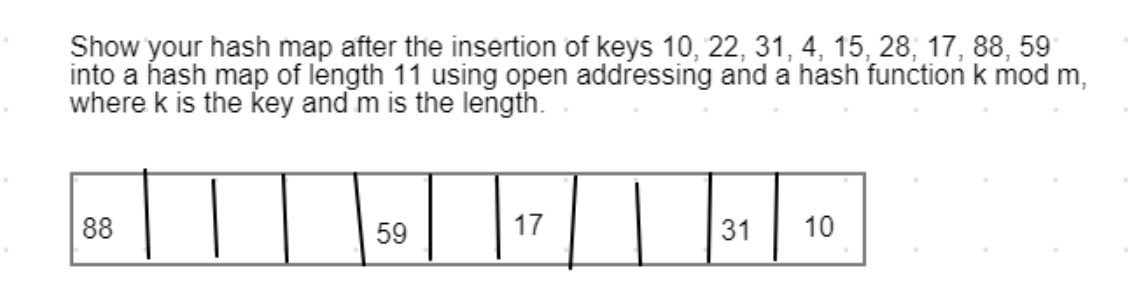 Show your hash map after the insertion of keys 10, 22, 31, 4, 15, 28, 17, 88, 59
into a hash map of length 11 using open addressing and a hash function k mod m,
where k is the key and m is the length.
88 59 17 31 10